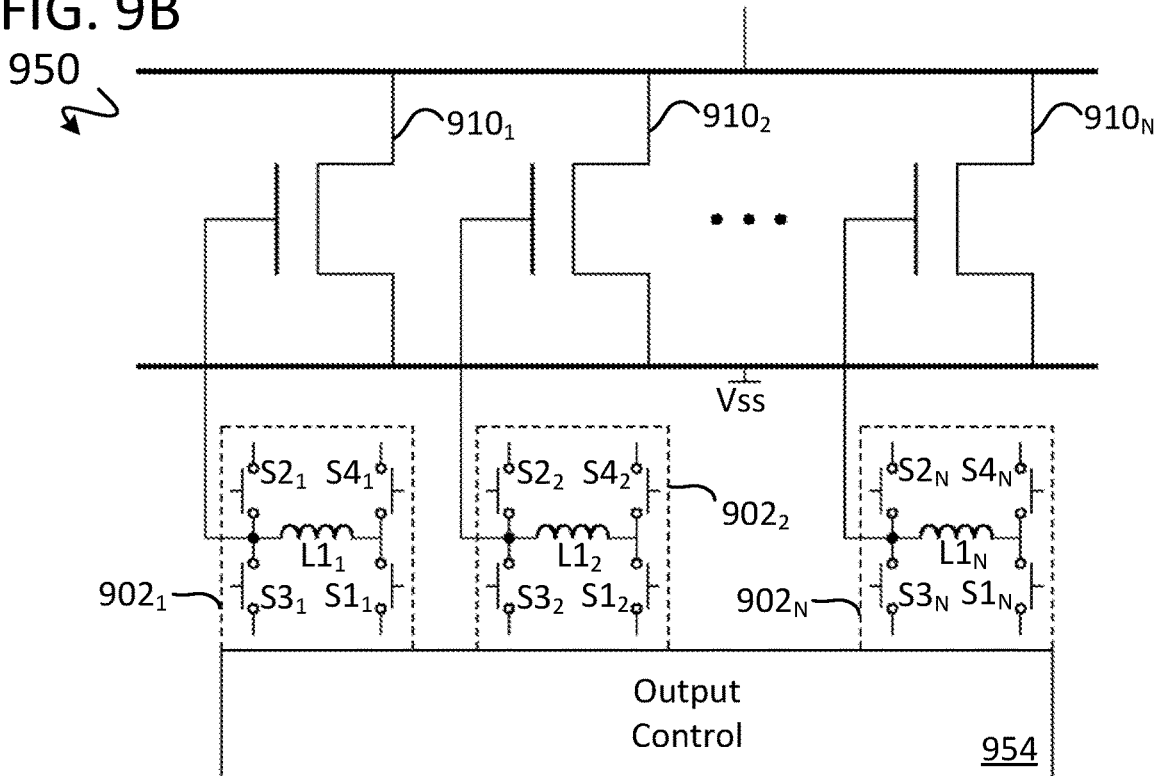 FIG. 9B
950
910₁
910₂
910N
Vss
S2₁ S4₁
S2₂ S4₂
S2N S4N
902₂
L1₁
L1₂
L1N
902₁
S3₁ S1₁
S3₂ S1₂
902N
S3N S1N
Output
Control
954